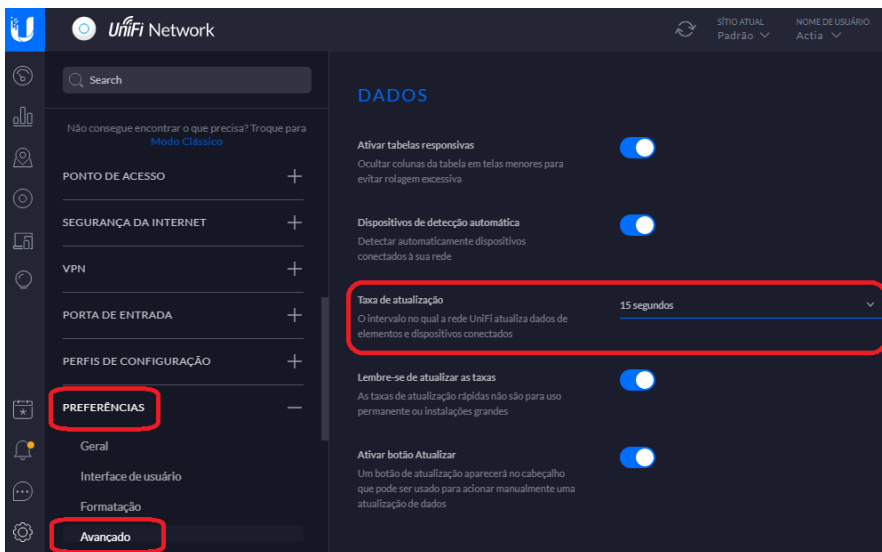 UniFi Network
SÍTIO ATUAL
Padrão
NOME DE USUÁRIO
Actia
Search
Não consegue encontrar o que precisa? Troque para
Modo Clássico
PONTO DE ACESSO
SEGURANÇA DA INTERNET
VPN
PORTA DE ENTRADA
PERFIS DE CONFIGURAÇÃO
PREFERÊNCIAS
Geral
Interface de usuário
Formatação
Avançado
DADOS
Ativar tabelas responsivas
Ocultar colunas da tabela em telas menores para
evitar rolagem excessiva
Dispositivos de detecção automática
Detectar automaticamente dispositivos
conectados à sua rede
Taxa de atualização
O intervalo no qual a rede UniFi atualiza dados de
elementos e dispositivos conectados
15 segundos
Lembre-se de atualizar as taxas
As taxas de atualização rápidas não são para uso
permanente ou instalações grandes
Ativar botão Atualizar
Um botão de atualização aparecerá no cabeçalho
que pode ser usado para acionar manualmente uma
atualização de dados